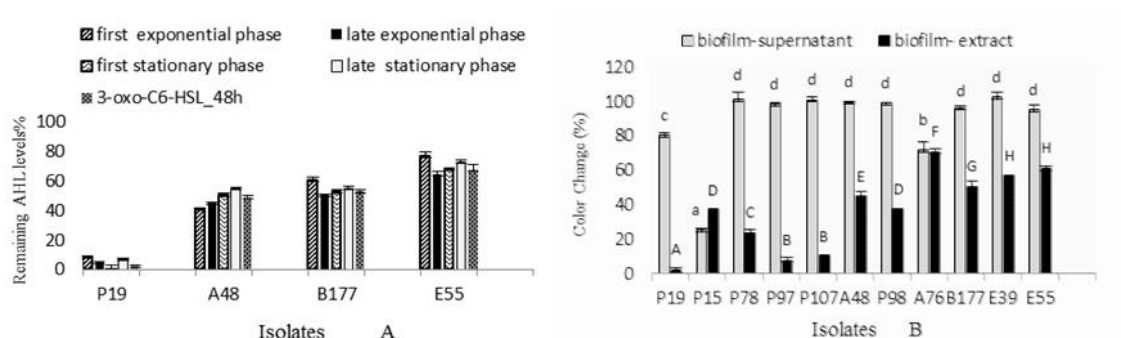 first exponential phase late exponential phase
first stationary phase late stationary phase
3-oxo-C6-HSL_48h
Remaining AHL levels%
100
80
60
40
20
0
P19 A48 B177 E55
Isolates A
biofilm-supernatant biofilm- extract
Color Change (%)
120
100
80
60
40
20
0
c A a D d C d B d B d E d D b F d G d H d H
P19 P15 P78 P97 P107 A48 P98 A76 B177 E39 E55
Isolates B